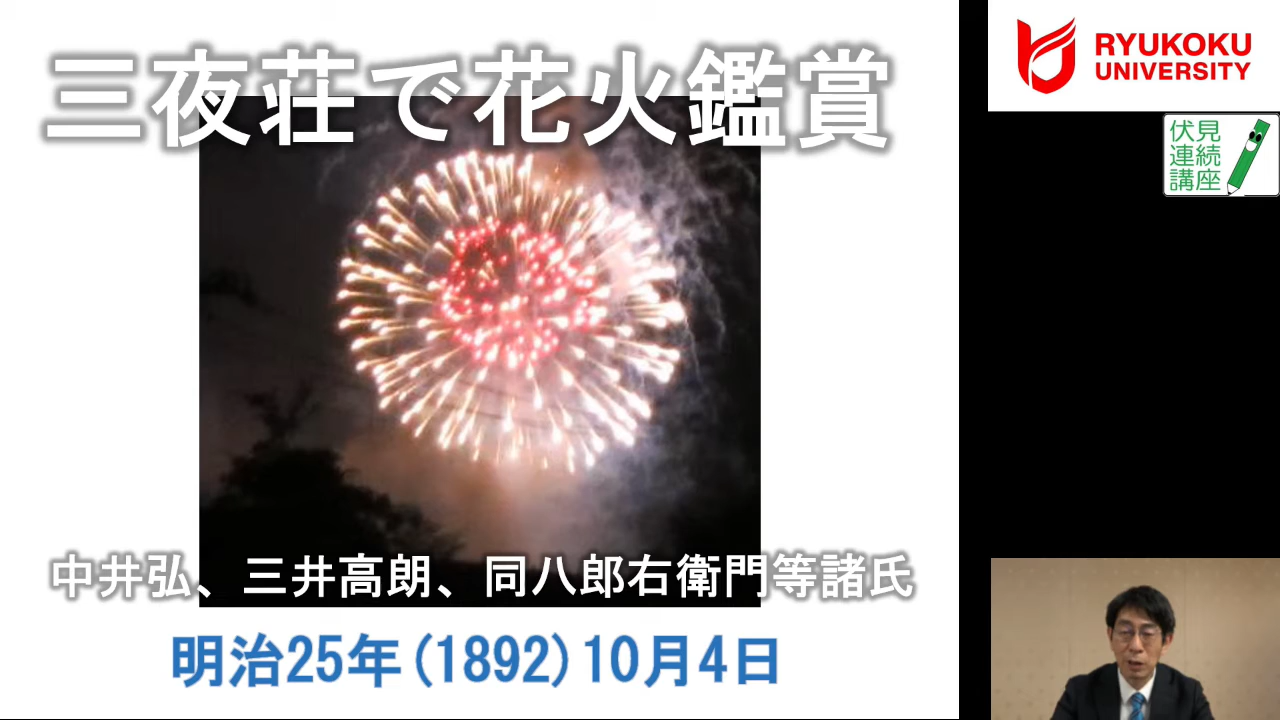 三夜荘で花火鑑賞
中井弘、三井高朗、同八郎右衛門等諸氏
明治25年(1892)10月4日
RYUKOKU
UNIVERSITY
伏見
連続
講座